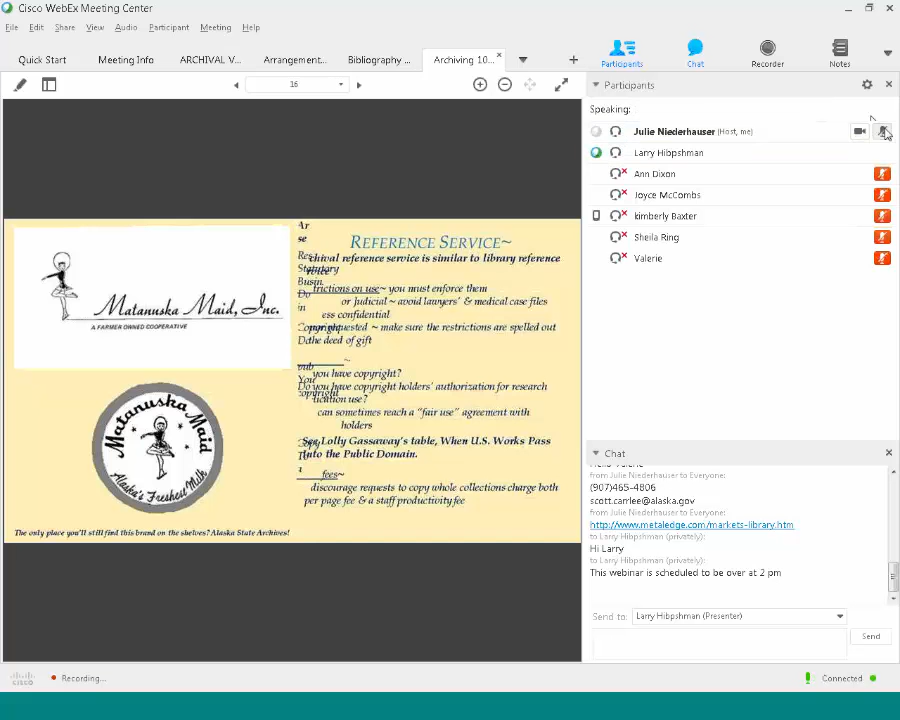 Cisco WebEx Meeting Center
File Edit Share View Audio Participant Meeting Help
Quick Start Meeting Info ARCHIVAL V... Arrangement... Bibliography ... Archiving 10...
Participants Chat Recorder Notes
16
Matanuska Maid, Inc.
A FARMER OWNED COOPERATIVE
Matanuska Maid
Alaska's Freshest Milk
The only place you'll still find this brand on the shelves? Alaska State Archives!
REFERENCE SERVICE~
chival reference service is similar to library reference
Statutory
Busin
frictions on use~ you must enforce them
or judicial ~ avoid lawyers' & medical case files
ess confidential
requested ~ make sure the restrictions are spelled out
the deed of gift
you have copyright?
Do you have copyright holders' authorization for research
copyright
lication use?
can sometimes reach a "fair use" agreement with
holders
See Lolly Gassaway's table, When U.S. Works Pass
Into the Public Domain.
fees~
discourage requests to copy whole collections charge both
per page fee & a staff productivity fee
Participants
Speaking:
Julie Niederhauser (Host, me)
Larry Hibpshman
Ann Dixon
Joyce McCombs
kimberly Baxter
Sheila Ring
Valerie
Chat
from Julie Niederhauser to Everyone:
(907)465-4806
scott.carrlee@alaska.gov
from Julie Niederhauser to Everyone:
http://www.metaledge.com/markets-library.htm
to Larry Hibpshman (privately):
Hi Larry
to Larry Hibpshman (privately):
This webinar is scheduled to be over at 2 pm
Send to: Larry Hibpshman (Presenter)
Send
cisco Recording... Connected